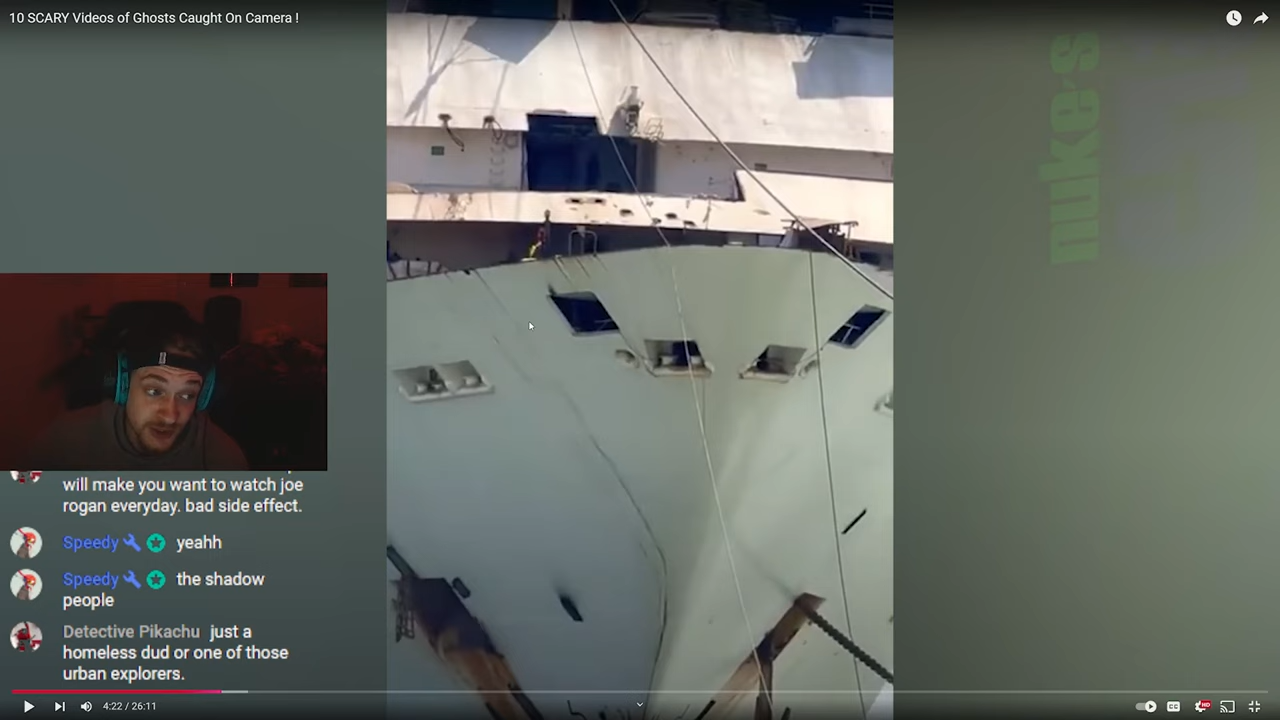 10 SCARY Videos of Ghosts Caught On Camera !
nuke's
will make you want to watch joe
rogan everyday. bad side effect.
Speedy yeahh
Speedy the shadow
people
Detective Pikachu just a
homeless dud or one of those
urban explorers.
4:22 / 26:11
CC
HD